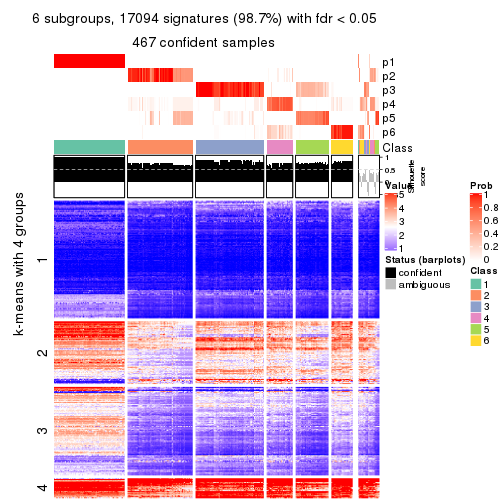 6 subgroups, 17094 signatures (98.7%) with fdr < 0.05
467 confident samples
p1
p2
p3
p4
p5
p6
Class
1
0.5
0
Silhouette
score
k-means with 4 groups
1
2
3
4
Value
5
4
3
2
1
Status (barplots)
confident
ambiguous
Prob
1
0.8
0.6
0.4
0.2
0
Class
1
2
3
4
5
6